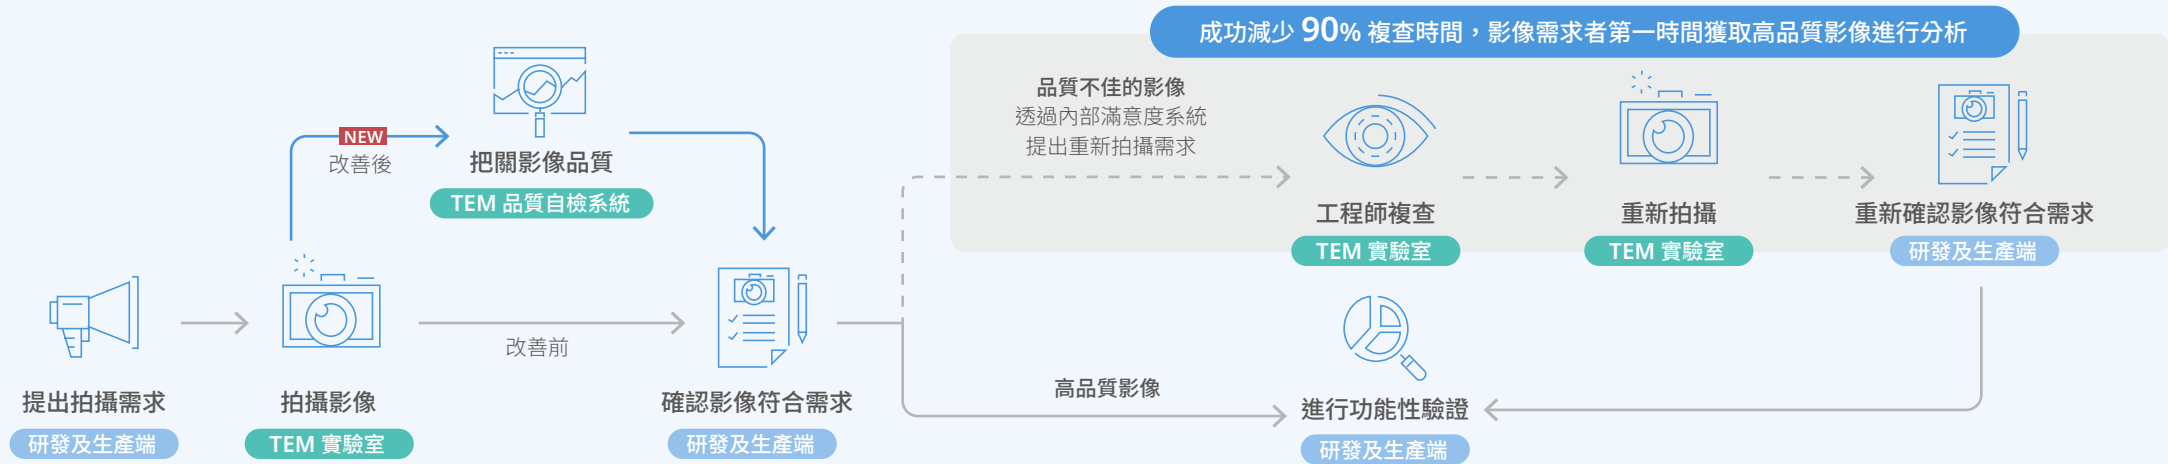 成功減少 90% 複查時間，影像需求者第一時間獲取高品質影像進行分析
NEW
改善後
把關影像品質
TEM 品質自檢系統
品質不佳的影像
透過內部滿意度系統
提出重新拍攝需求
工程師複查
TEM 實驗室
重新拍攝
TEM 實驗室
重新確認影像符合需求
研發及生產端
提出拍攝需求
研發及生產端
拍攝影像
TEM 實驗室
改善前
確認影像符合需求
研發及生產端
高品質影像
進行功能性驗證
研發及生產端